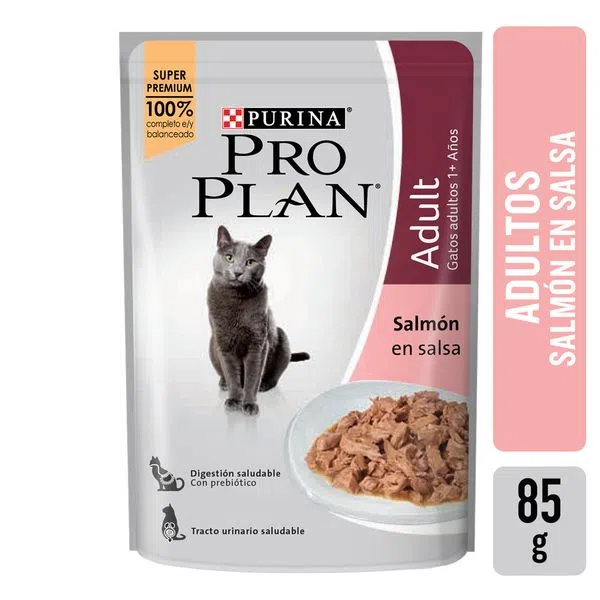 SUPER
PREMIUM
100%
completo e/y
balanceado
PURINA®
PRO
PLAN®
Adult
Gatos adultos 1+ Años
Salmón
en salsa
Digestión saludable
Con prebiótico
Tracto urinario saludable
ADULTOS
SALMÓN EN SALSA
85
g